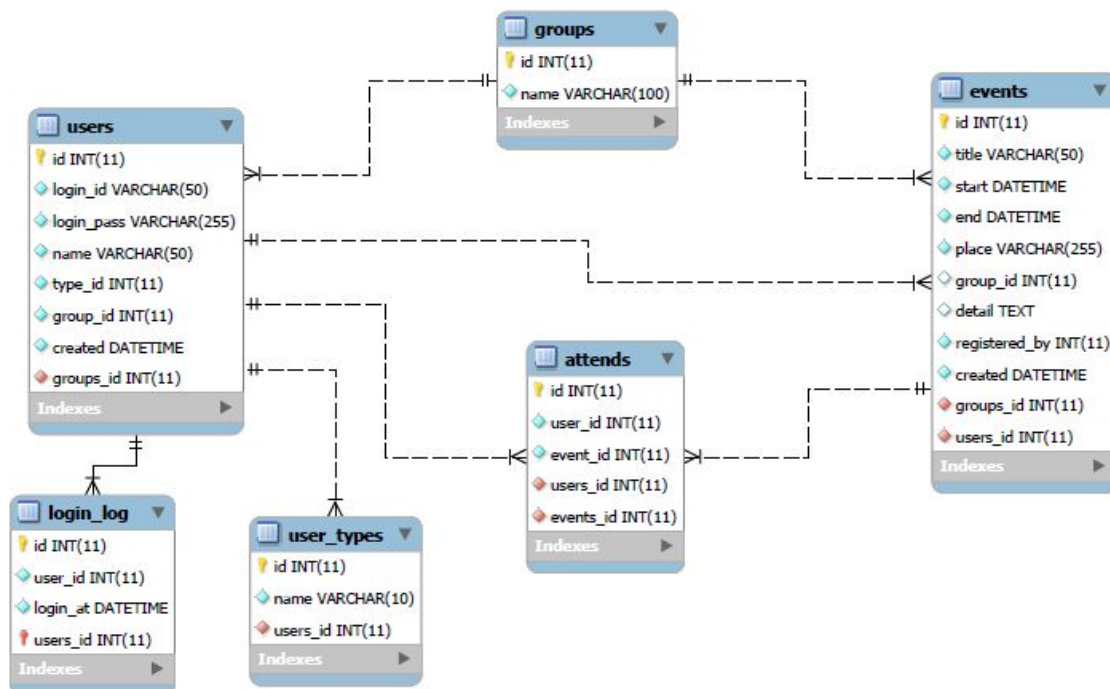 groups
id INT(11)
name VARCHAR(100)
Indexes
events
id INT(11)
title VARCHAR(50)
start DATETIME
end DATETIME
place VARCHAR(255)
group_id INT(11)
detail TEXT
registered_by INT(11)
created DATETIME
groups_id INT(11)
users_id INT(11)
Indexes
users
id INT(11)
login_id VARCHAR(50)
login_pass VARCHAR(255)
name VARCHAR(50)
type_id INT(11)
group_id INT(11)
created DATETIME
groups_id INT(11)
Indexes
attends
id INT(11)
user_id INT(11)
event_id INT(11)
users_id INT(11)
events_id INT(11)
Indexes
login_log
id INT(11)
user_id INT(11)
login_at DATETIME
users_id INT(11)
Indexes
user_types
id INT(11)
name VARCHAR(10)
users_id INT(11)
Indexes